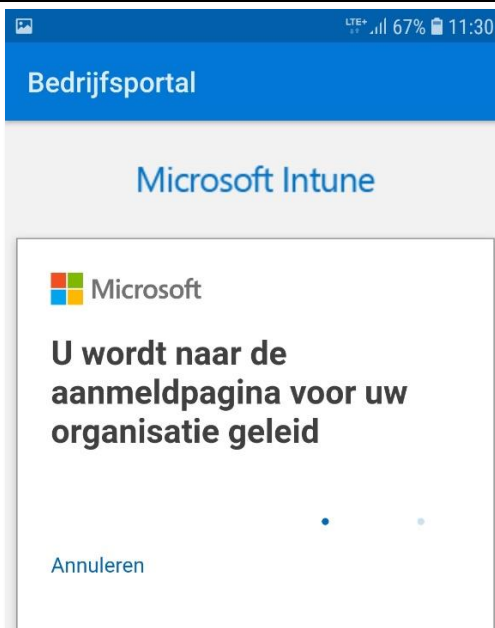 LTE+ 67% 11:30
Bedrijfsportal
Microsoft Intune
Microsoft
U wordt naar de
aanmeldpagina voor uw
organisatie geleid
Annuleren